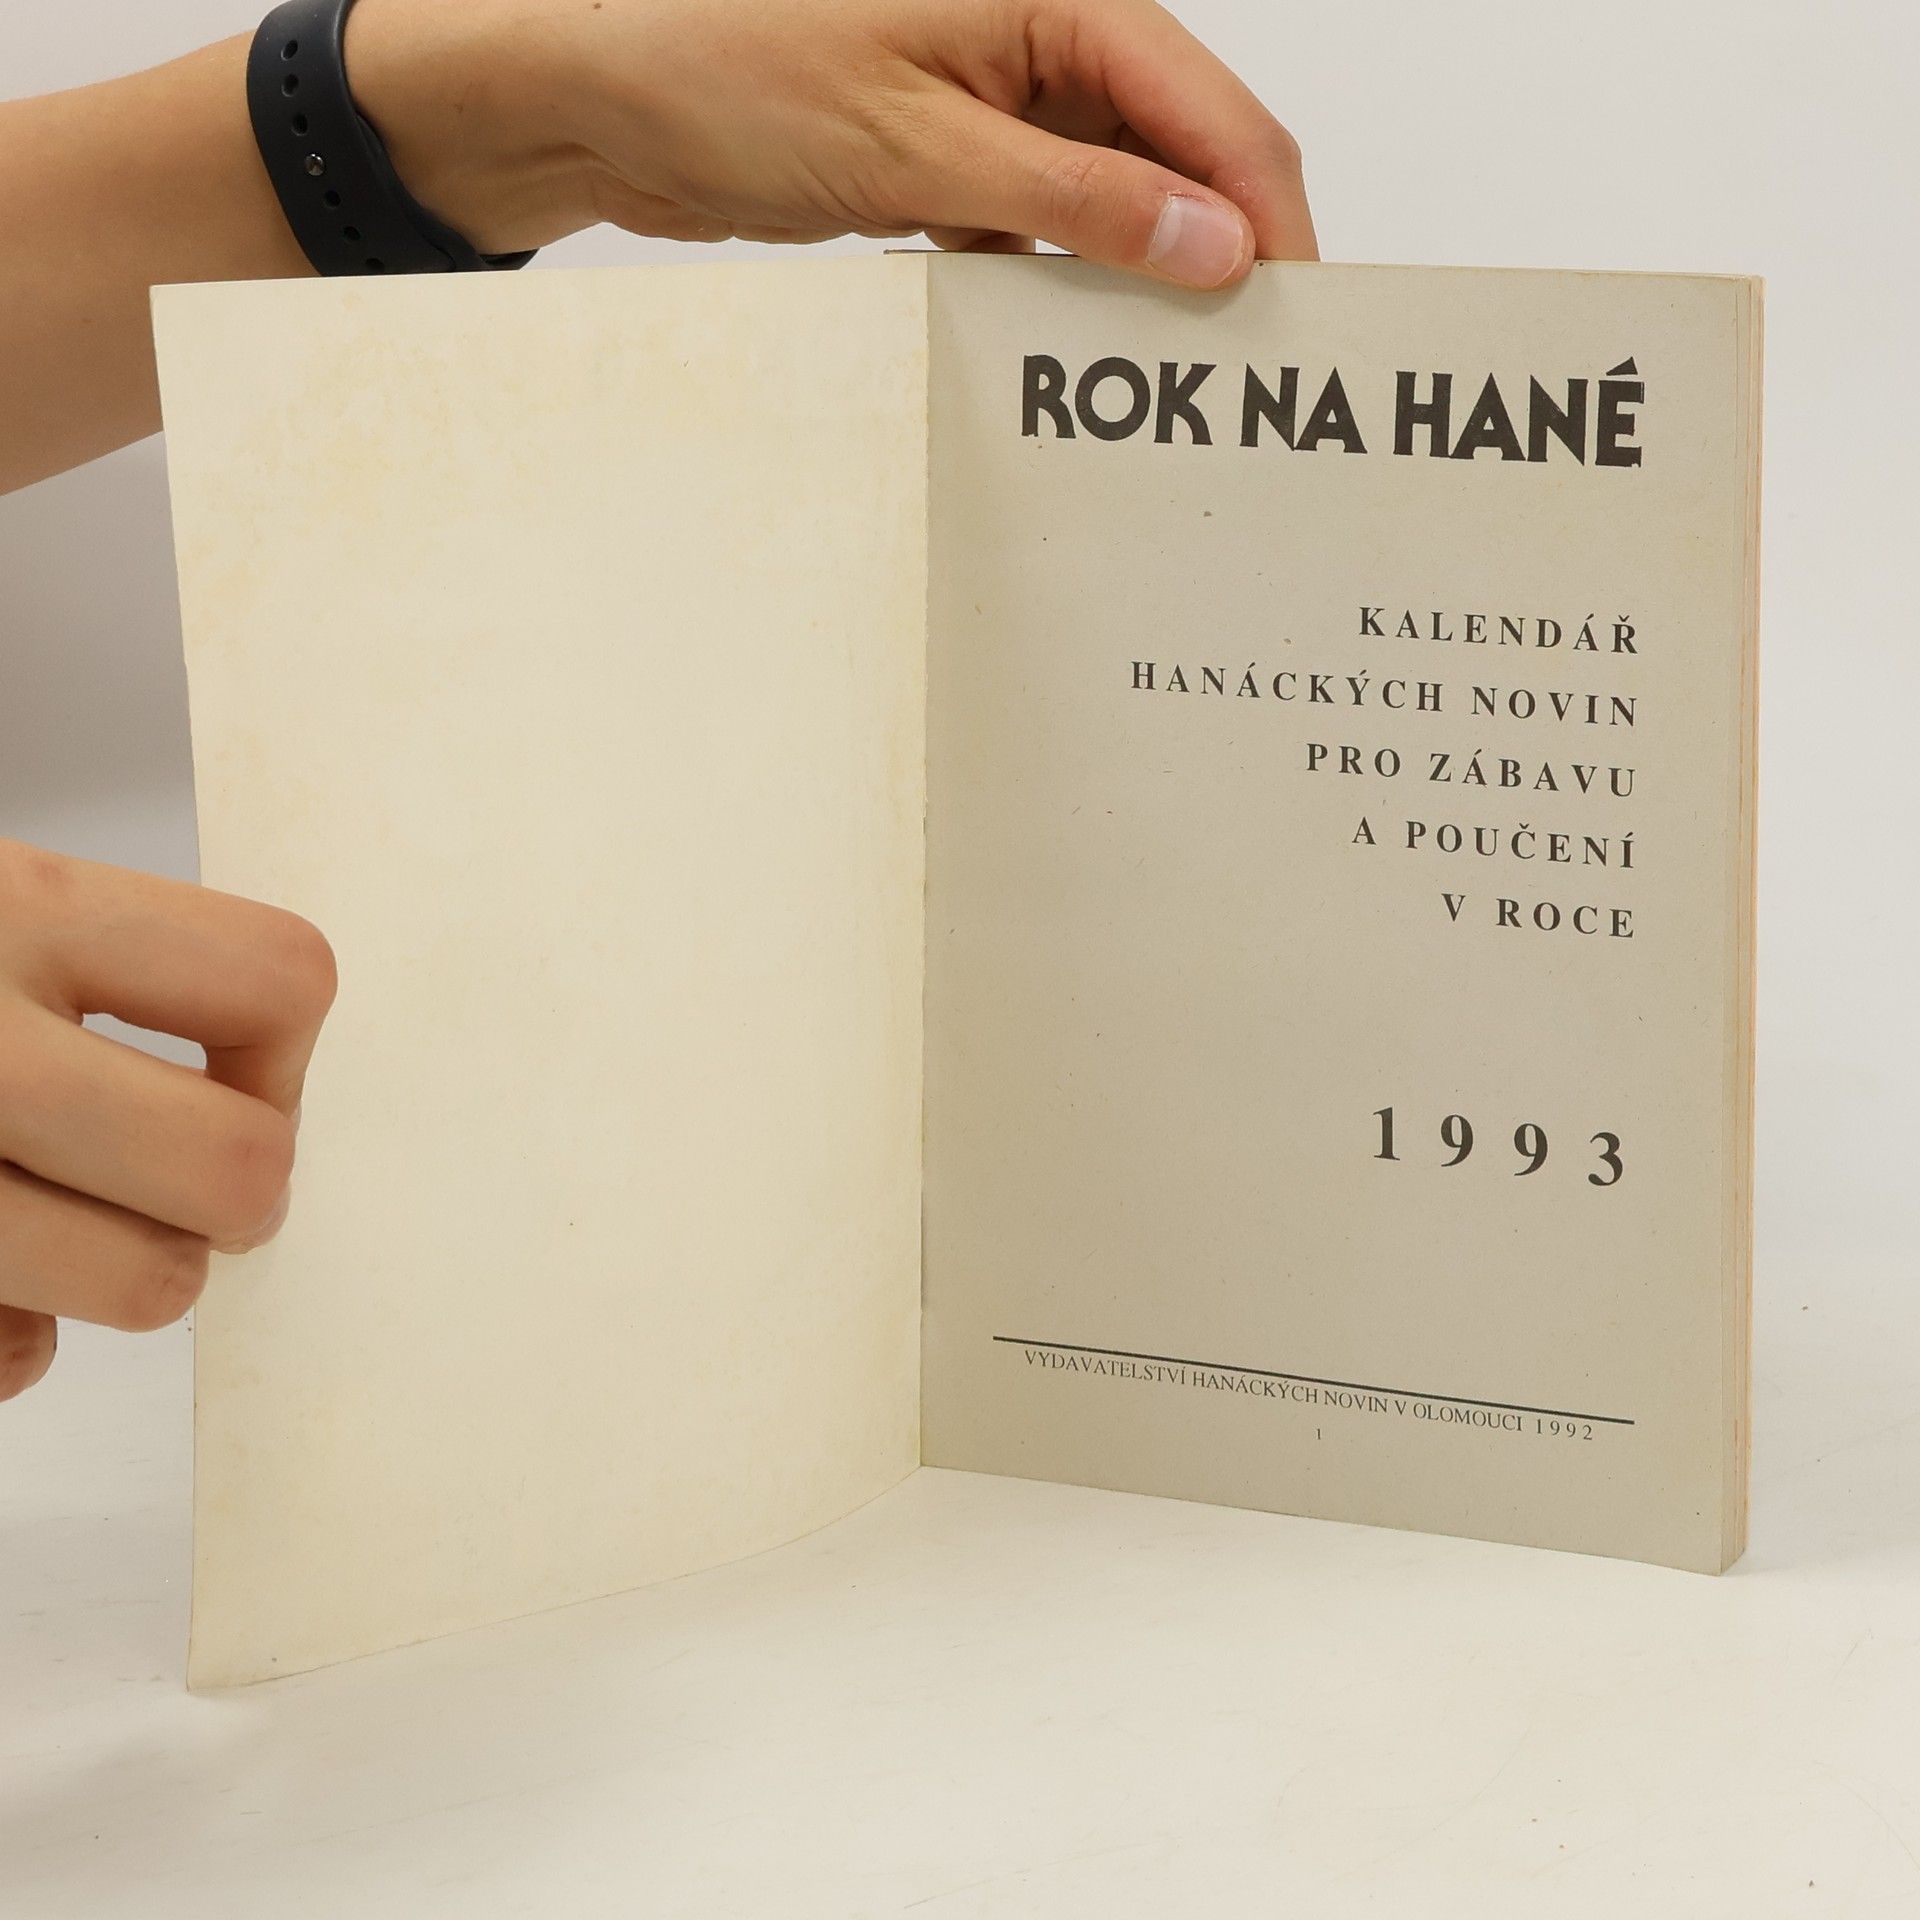 ROK NA HANÉ
KALENDÁŘ
HANÁCKÝCH NOVIN
PRO ZÁBAVU
A POUČENÍ
V ROCE
1993
VYDAVATELSTVÍ HANÁCKÝCH NOVIN V OLOMOUCI 1992
1